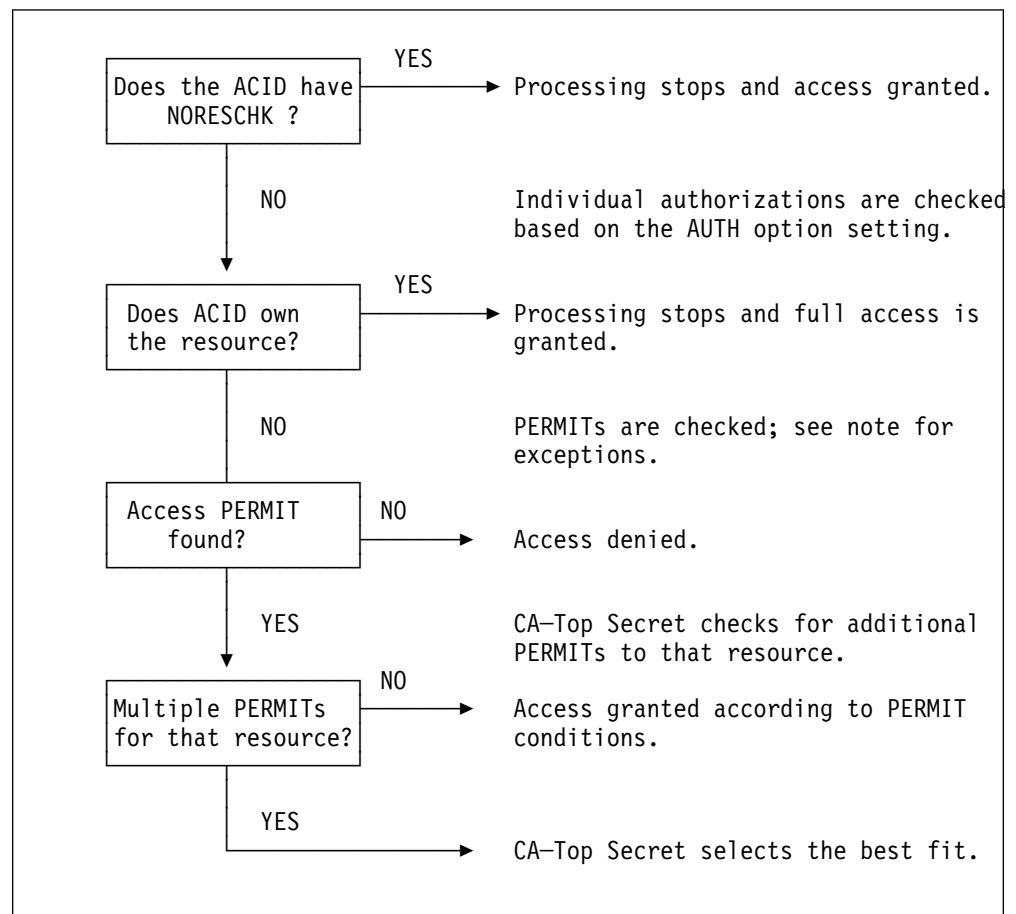 YES
Does the ACID have
NORESCHK ?
Processing stops and access granted.
NO
Individual authorizations are checked
based on the AUTH option setting.
YES
Does ACID own
the resource?
Processing stops and full access is
granted.
NO
PERMITs are checked; see note for
exceptions.
Access PERMIT
found?
NO
Access denied.
YES
CA–Top Secret checks for additional
PERMITs to that resource.
NO
Multiple PERMITs
for that resource?
Access granted according to PERMIT
conditions.
YES
CA–Top Secret selects the best fit.